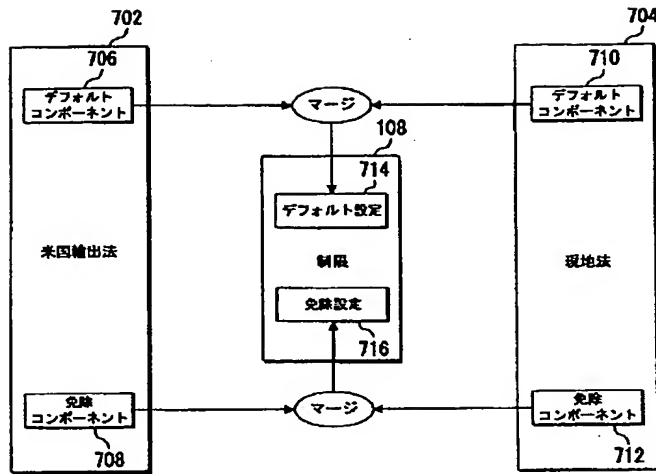 702
704
706
デフォルト
コンポーネント
マージ
710
デフォルト
コンポーネント
108
714
デフォルト設定
米国輸出法
制限
現地法
免除設定
716
免除
コンポーネント
708
マージ
免除
コンポーネント
712